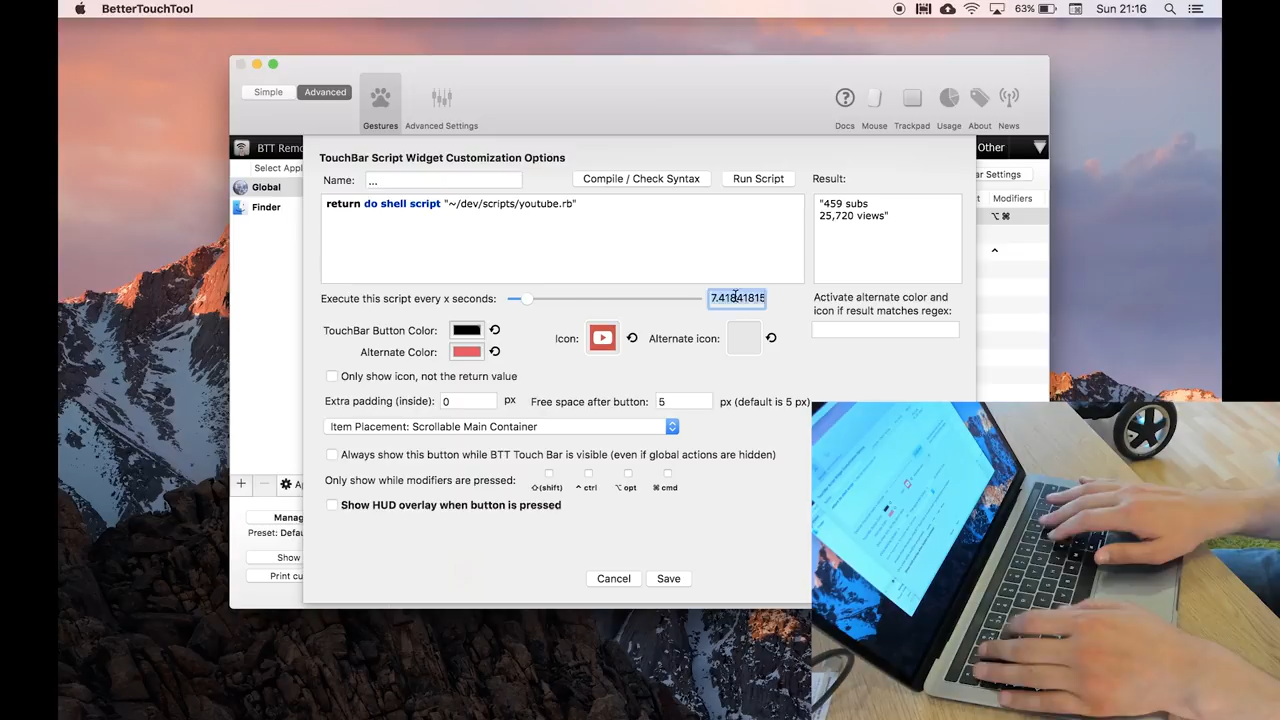 BetterTouchTool
63%
Sun 21:16
Simple
Advanced
Gestures
Advanced Settings
Docs
Mouse
Trackpad
Usage
About
News
BTT Remo
Other
Select Appl
Global
Finder
TouchBar Script Widget Customization Options
Name:
...
Compile / Check Syntax
Run Script
Result:
ar Settings
Modifiers
return do shell script "~/dev/scripts/youtube.rb"
"459 subs
25,720 views"
Execute this script every x seconds:
7.41841815
Activate alternate color and
icon if result matches regex:
TouchBar Button Color:
Alternate Color:
Icon:
Alternate icon:
Only show icon, not the return value
Extra padding (inside):
0
px
Free space after button:
5
px (default is 5 px)
Item Placement: Scrollable Main Container
Always show this button while BTT Touch Bar is visible (even if global actions are hidden)
Only show while modifiers are pressed:
⇧(shift)
⌃ ctrl
⌥ opt
⌘ cmd
Show HUD overlay when button is pressed
Manag
Preset: Defau
Show
Print cu
Cancel
Save